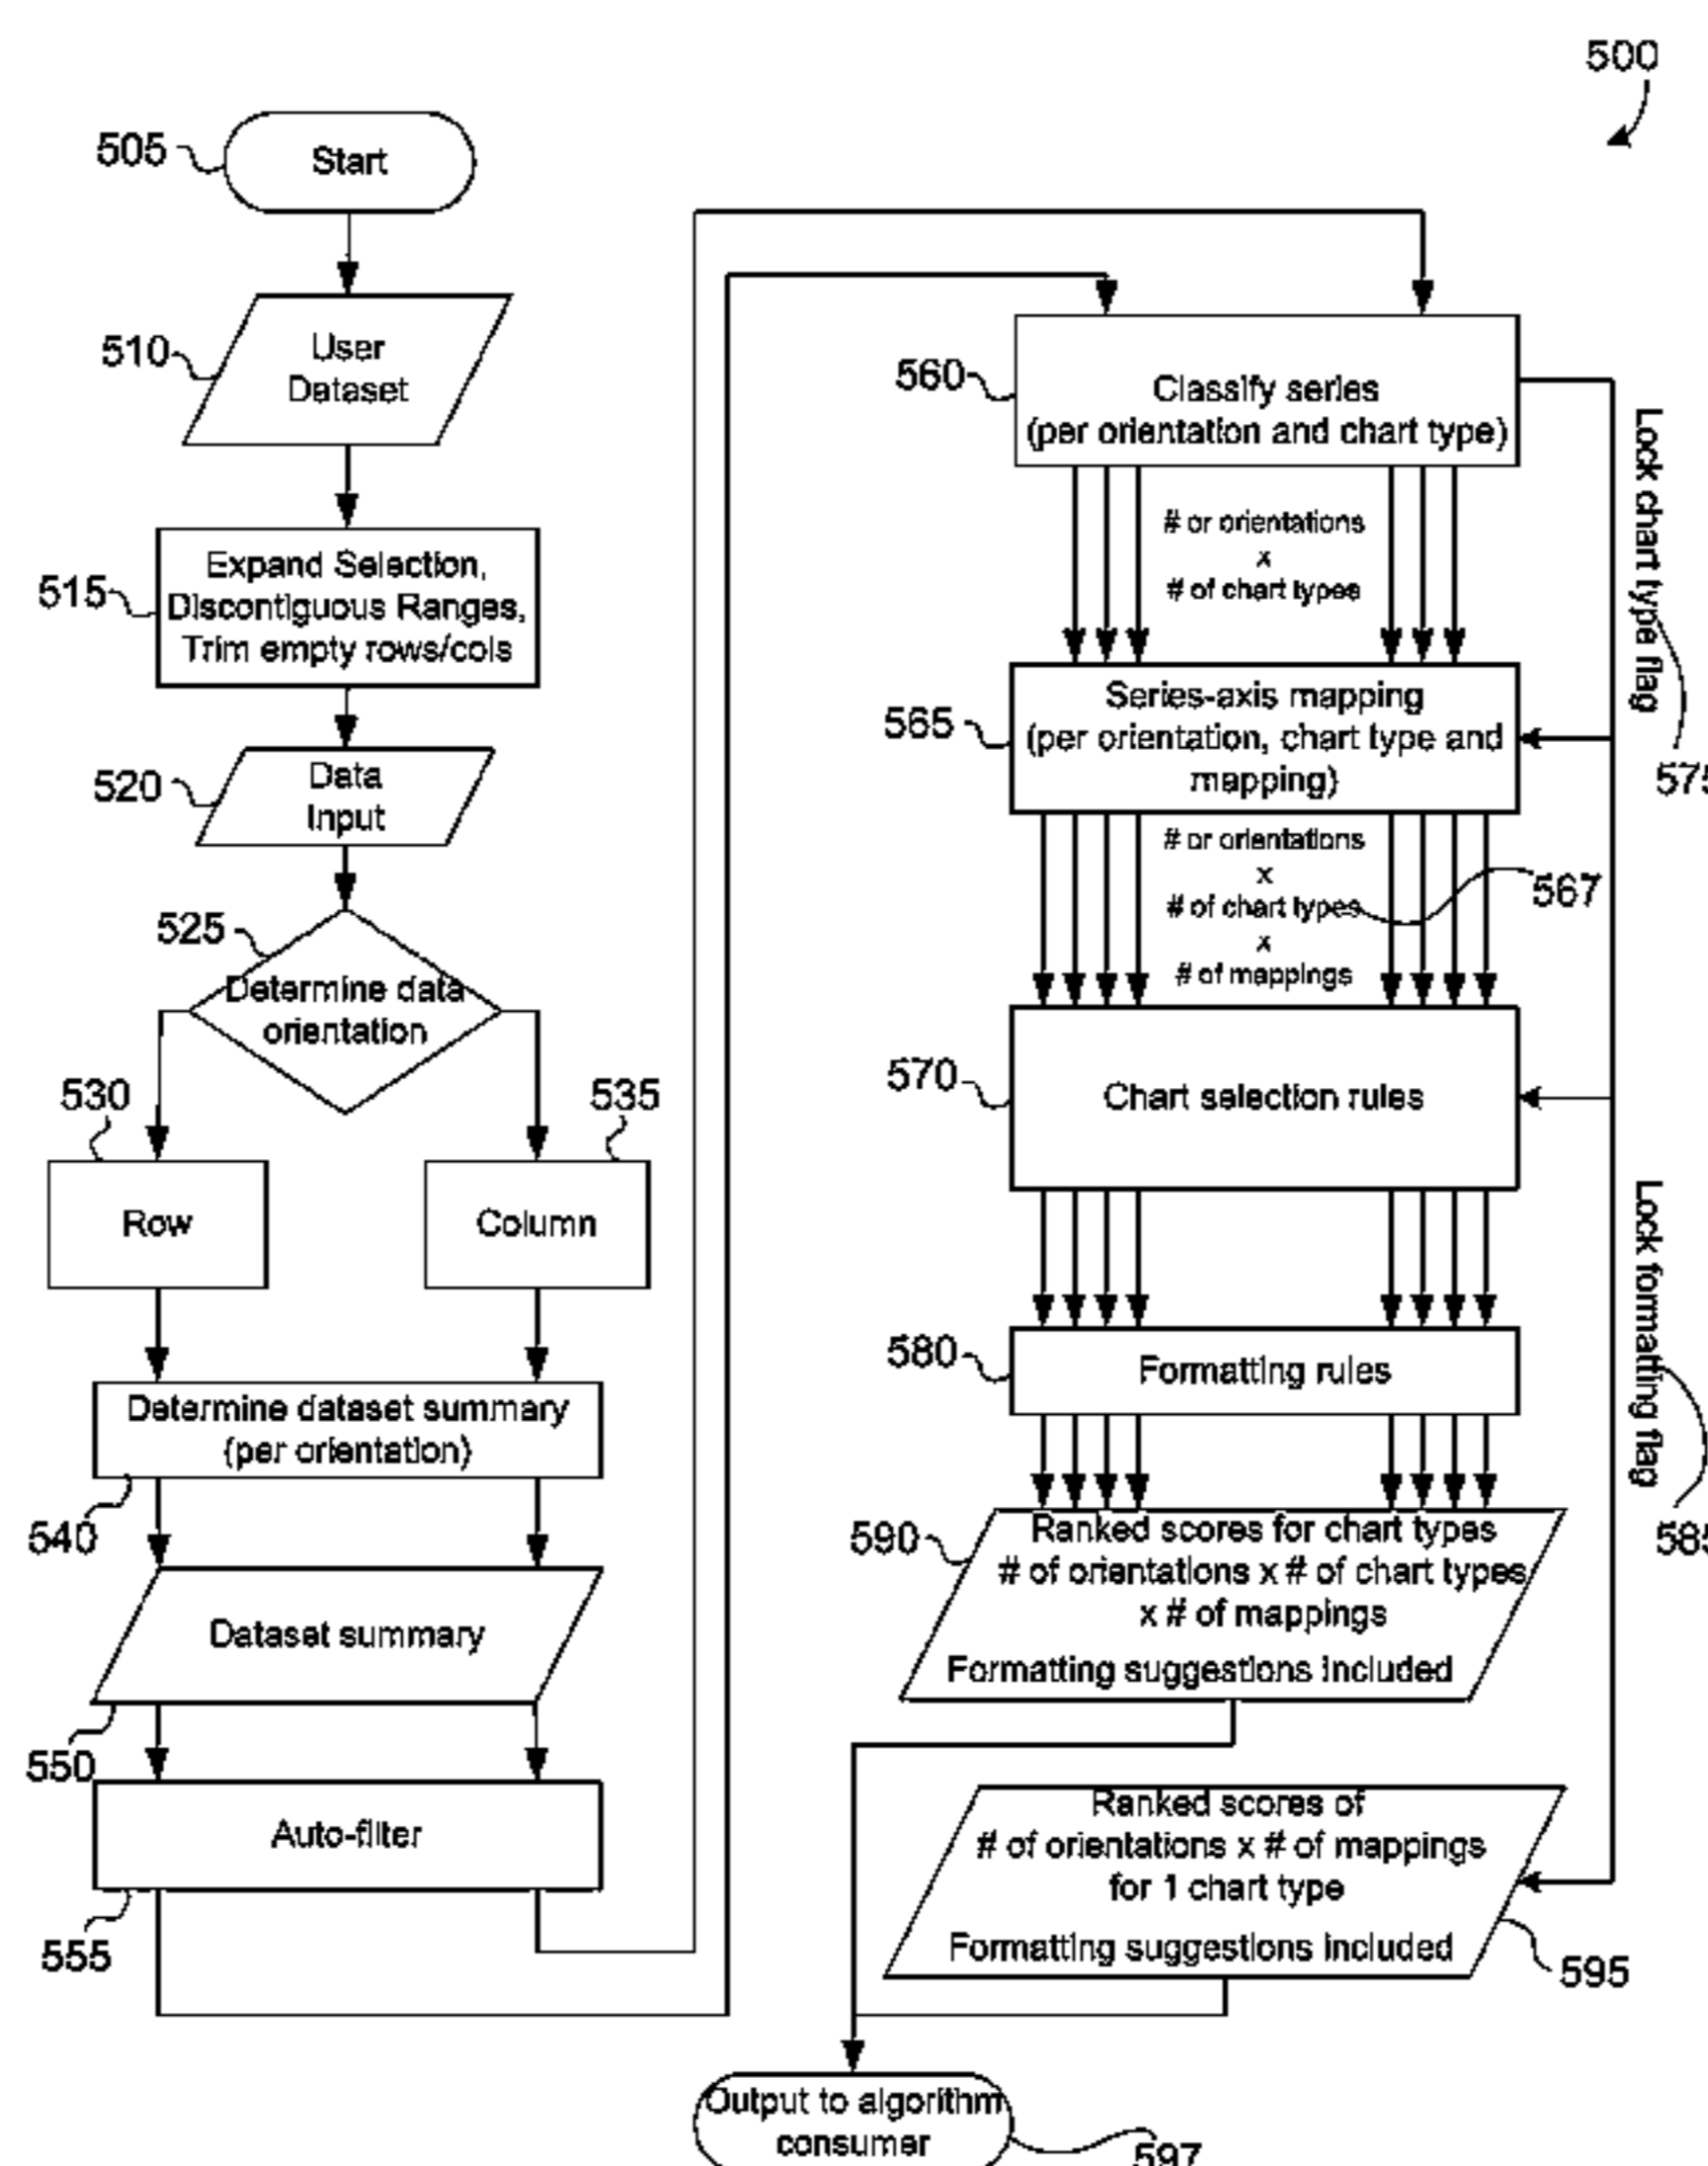 500
505
Start
510
User
Dataset
515
Expand Selection,
Discontiguous Ranges,
Trim empty rows/cols
520
Data
Input
525
Determine data
orientation
530
535
Row
Column
Determine dataset summary
(per orientation)
540
Dataset summary
550
Auto-filter
555
560
Classify series
(per orientation and chart type)
# or orientations
x
# of chart types
Lock chart type flag
575
565
Series-axis mapping
(per orientation, chart type and
mapping)
# or orientations
x
# of chart types
x
# of mappings
567
570
Chart selection rules
580
Formatting rules
Lock formatting flag
585
590
Ranked scores for chart types
# of orientations x # of chart types
x # of mappings
Formatting suggestions included
Ranked scores of
# of orientations x # of mappings
for 1 chart type
Formatting suggestions included
595
Output to algorithm
consumer
597